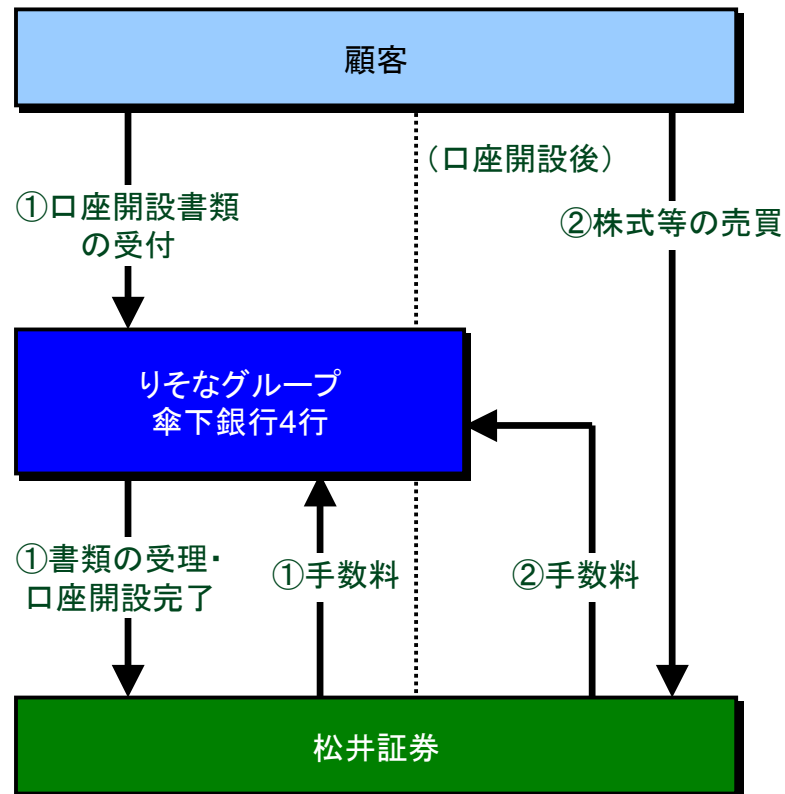 顧客
（口座開設後）
①口座開設書類
の受付
②株式等の売買
りそなグループ
傘下銀行4行
①書類の受理・
口座開設完了
①手数料
②手数料
松井証券